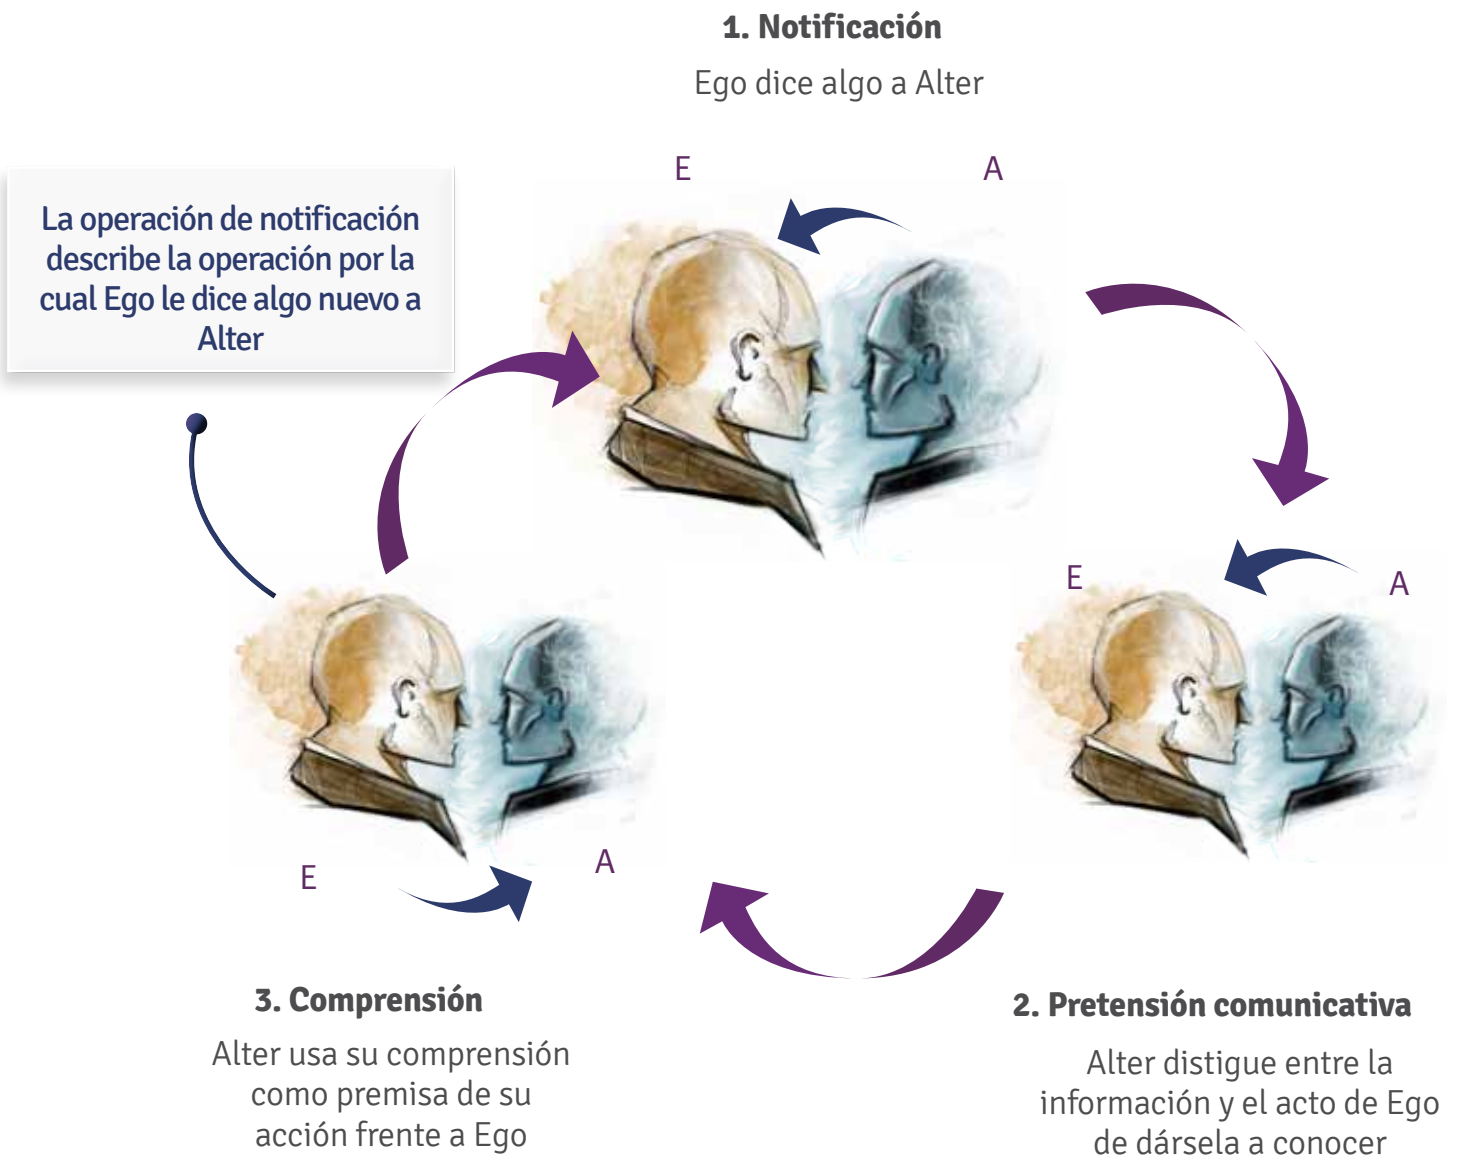 1. Notificación
Ego dice algo a Alter
E
A
La operación de notificación
describe la operación por la
cual Ego le dice algo nuevo a
Alter
E
A
E
A
3. Comprensión
Alter usa su comprensión
como premisa de su
acción frente a Ego
2. Pretensión comunicativa
Alter distigue entre la
información y el acto de Ego
de dársela a conocer